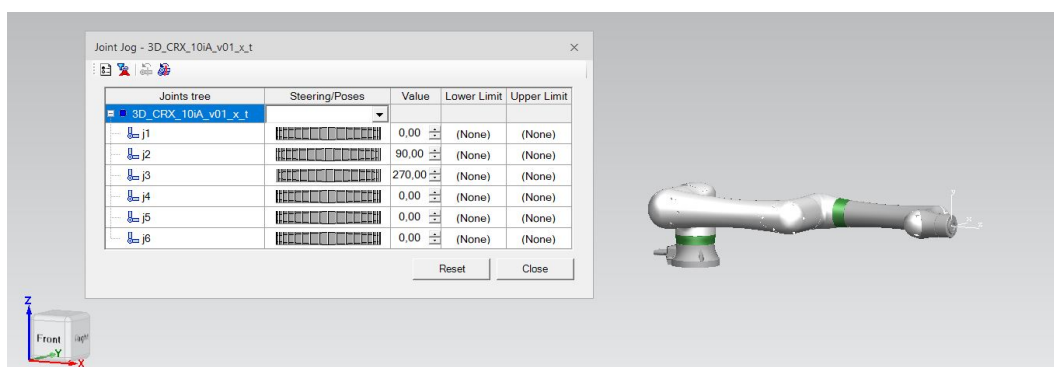 Joint Jog - 3D_CRX_10iA_v01_x_t
Joints tree Steering/Poses Value Lower Limit Upper Limit
3D_CRX_10iA_v01_x_t
j1 0,00 (None) (None)
j2 90,00 (None) (None)
j3 270,00 (None) (None)
j4 0,00 (None) (None)
j5 0,00 (None) (None)
j6 0,00 (None) (None)
Reset Close
Z
Front Right
Y
X